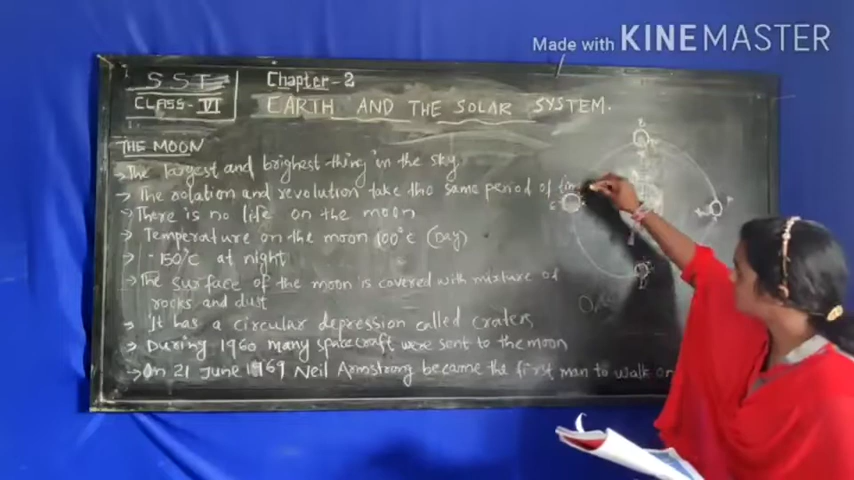 Made with KINEMASTER
SST
CLASS-VI
Chapter-2
EARTH AND THE SOLAR SYSTEM.
THE MOON
→ The largest and brightest thing in the sky,
→ The rotation and revolution take the same period of tim
→ There is no life on the moon
→ Temperature on the moon 100°c (Day)
→ -150°C at night
→ The surface of the moon is covered with mixture of
rocks and dust
→ It has a circular depression called craters
→ During 1960 many spacecraft were sent to the moon
→ On 21 June 1969 Neil Armstrong became the first man to walk on